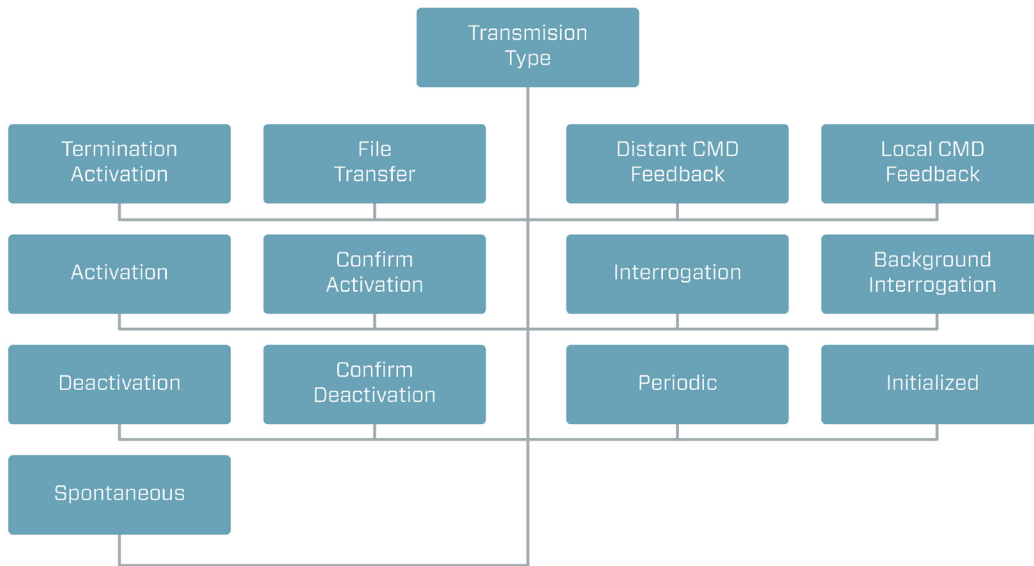 Transmision
Type
Termination
Activation
File
Transfer
Distant CMD
Feedback
Local CMD
Feedback
Activation
Confirm
Activation
Interrogation
Background
Interrogation
Deactivation
Confirm
Deactivation
Periodic
Initialized
Spontaneous